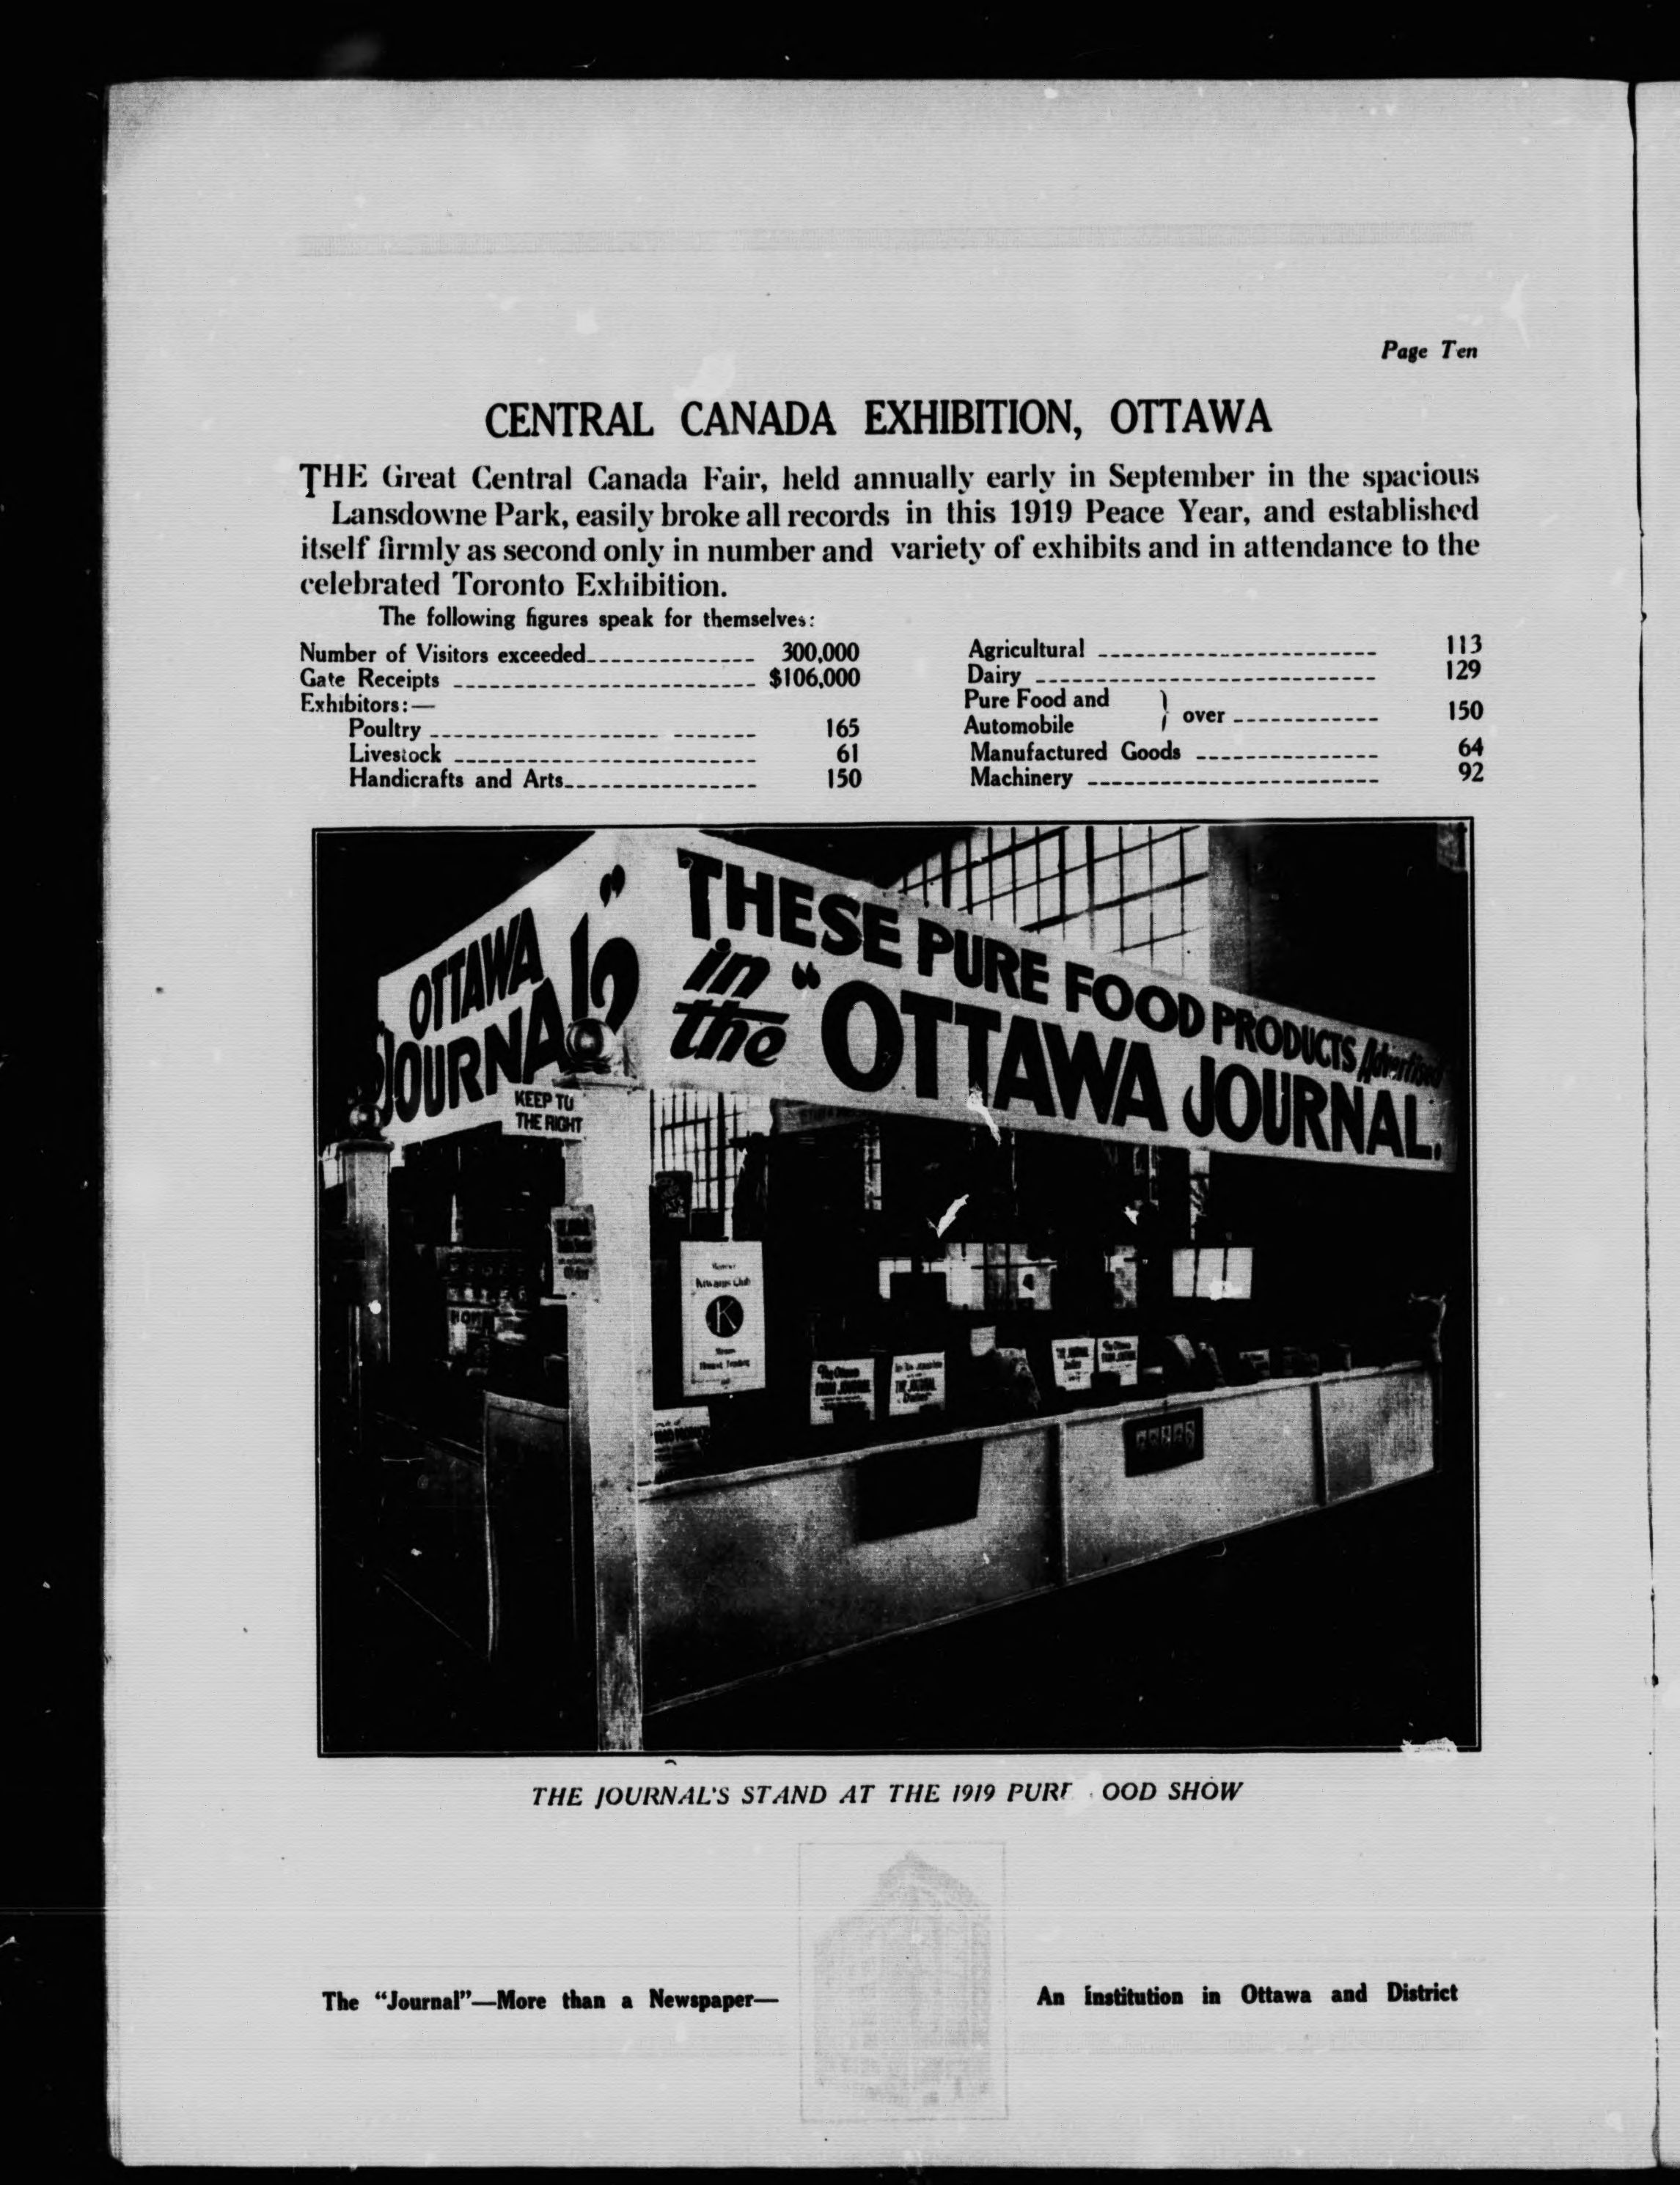 Page Ten
CENTRAL CANADA EXHIBITION, OTTAWA
THE Great Central Canada Fair, held annually early in September in the spacious
Lansdowne Park, easily broke all records in this 1919 Peace Year, and established
itself firmly as second only in number and variety of exhibits and in attendance to the
celebrated Toronto Exhibition.
The following figures speak for themselves:
Number of Visitors exceeded 300,000
Gate Receipts $106,000
Exhibitors:—
Poultry 165
Livestock 61
Handicrafts and Arts 150
Agricultural 113
Dairy 129
Pure Food and
Automobile } over 150
Manufactured Goods 64
Machinery 92
OTTAWA
JOURNAL"
THESE PURE FOOD PRODUCTS Advertised
in the "OTTAWA JOURNAL.
KEEP TO
THE RIGHT
K
THE JOURNAL'S STAND AT THE 1919 PURE OOD SHOW
The "Journal"—More than a Newspaper—
An Institution in Ottawa and District